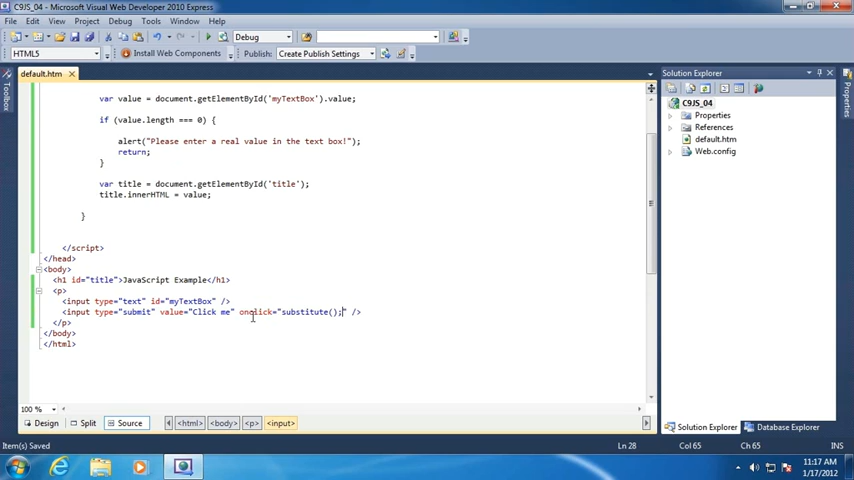 C9JS_04 - Microsoft Visual Web Developer 2010 Express
File Edit View Project Debug Tools Window Help
Debug
HTML5 Install Web Components Publish: Create Publish Settings
default.htm
Toolbox
var value = document.getElementById('myTextBox').value;
if (value.length === 0) {
alert("Please enter a real value in the text box!");
return;
}
var title = document.getElementById('title');
title.innerHTML = value;
}
</script>
</head>
<body>
<h1 id="title">JavaScript Example</h1>
<p>
<input type="text" id="myTextBox" />
<input type="submit" value="Click me" onclick="substitute();" />
</p>
</body>
</html>
100 %
Design Split Source <html> <body> <p> <input>
Solution Explorer
C9JS_04
Properties
References
default.htm
Web.config
Solution Explorer Database Explorer
Properties
Item(s) Saved Ln 28 Col 65 Ch 65 INS
11:17 AM
1/17/2012